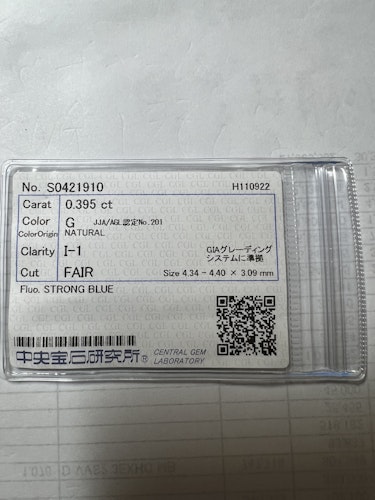 No. S0421910 H110922
Carat 0.395 ct
Color G JJA/AGL認定No.201
ColorOrigin NATURAL
Clarity I-1 GIAグレーディング
システムに準拠
Cut FAIR Size 4.34 - 4.40 × 3.09 mm
Fluo. STRONG BLUE
中央宝石研究所® CENTRAL GEM
LABORATORY